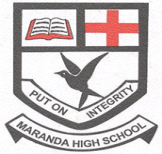 PUT ON INTEGRITY
MARANDA HIGH SCHOOL